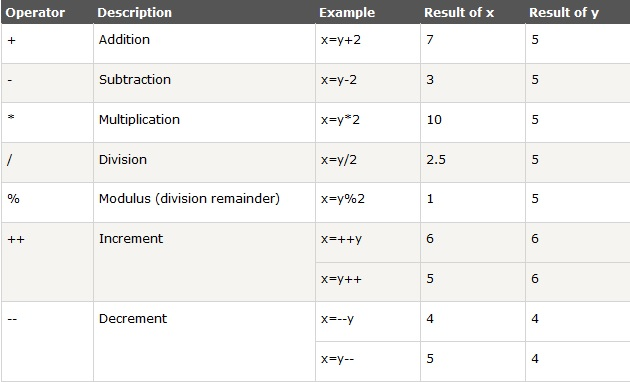 Operator Description Example Result of x Result of y
+ Addition x=y+2 7 5
- Subtraction x=y-2 3 5
* Multiplication x=y*2 10 5
/ Division x=y/2 2.5 5
% Modulus (division remainder) x=y%2 1 5
++ Increment x=++y 6 6
x=y++ 5 6
-- Decrement x=--y 4 4
x=y-- 5 4